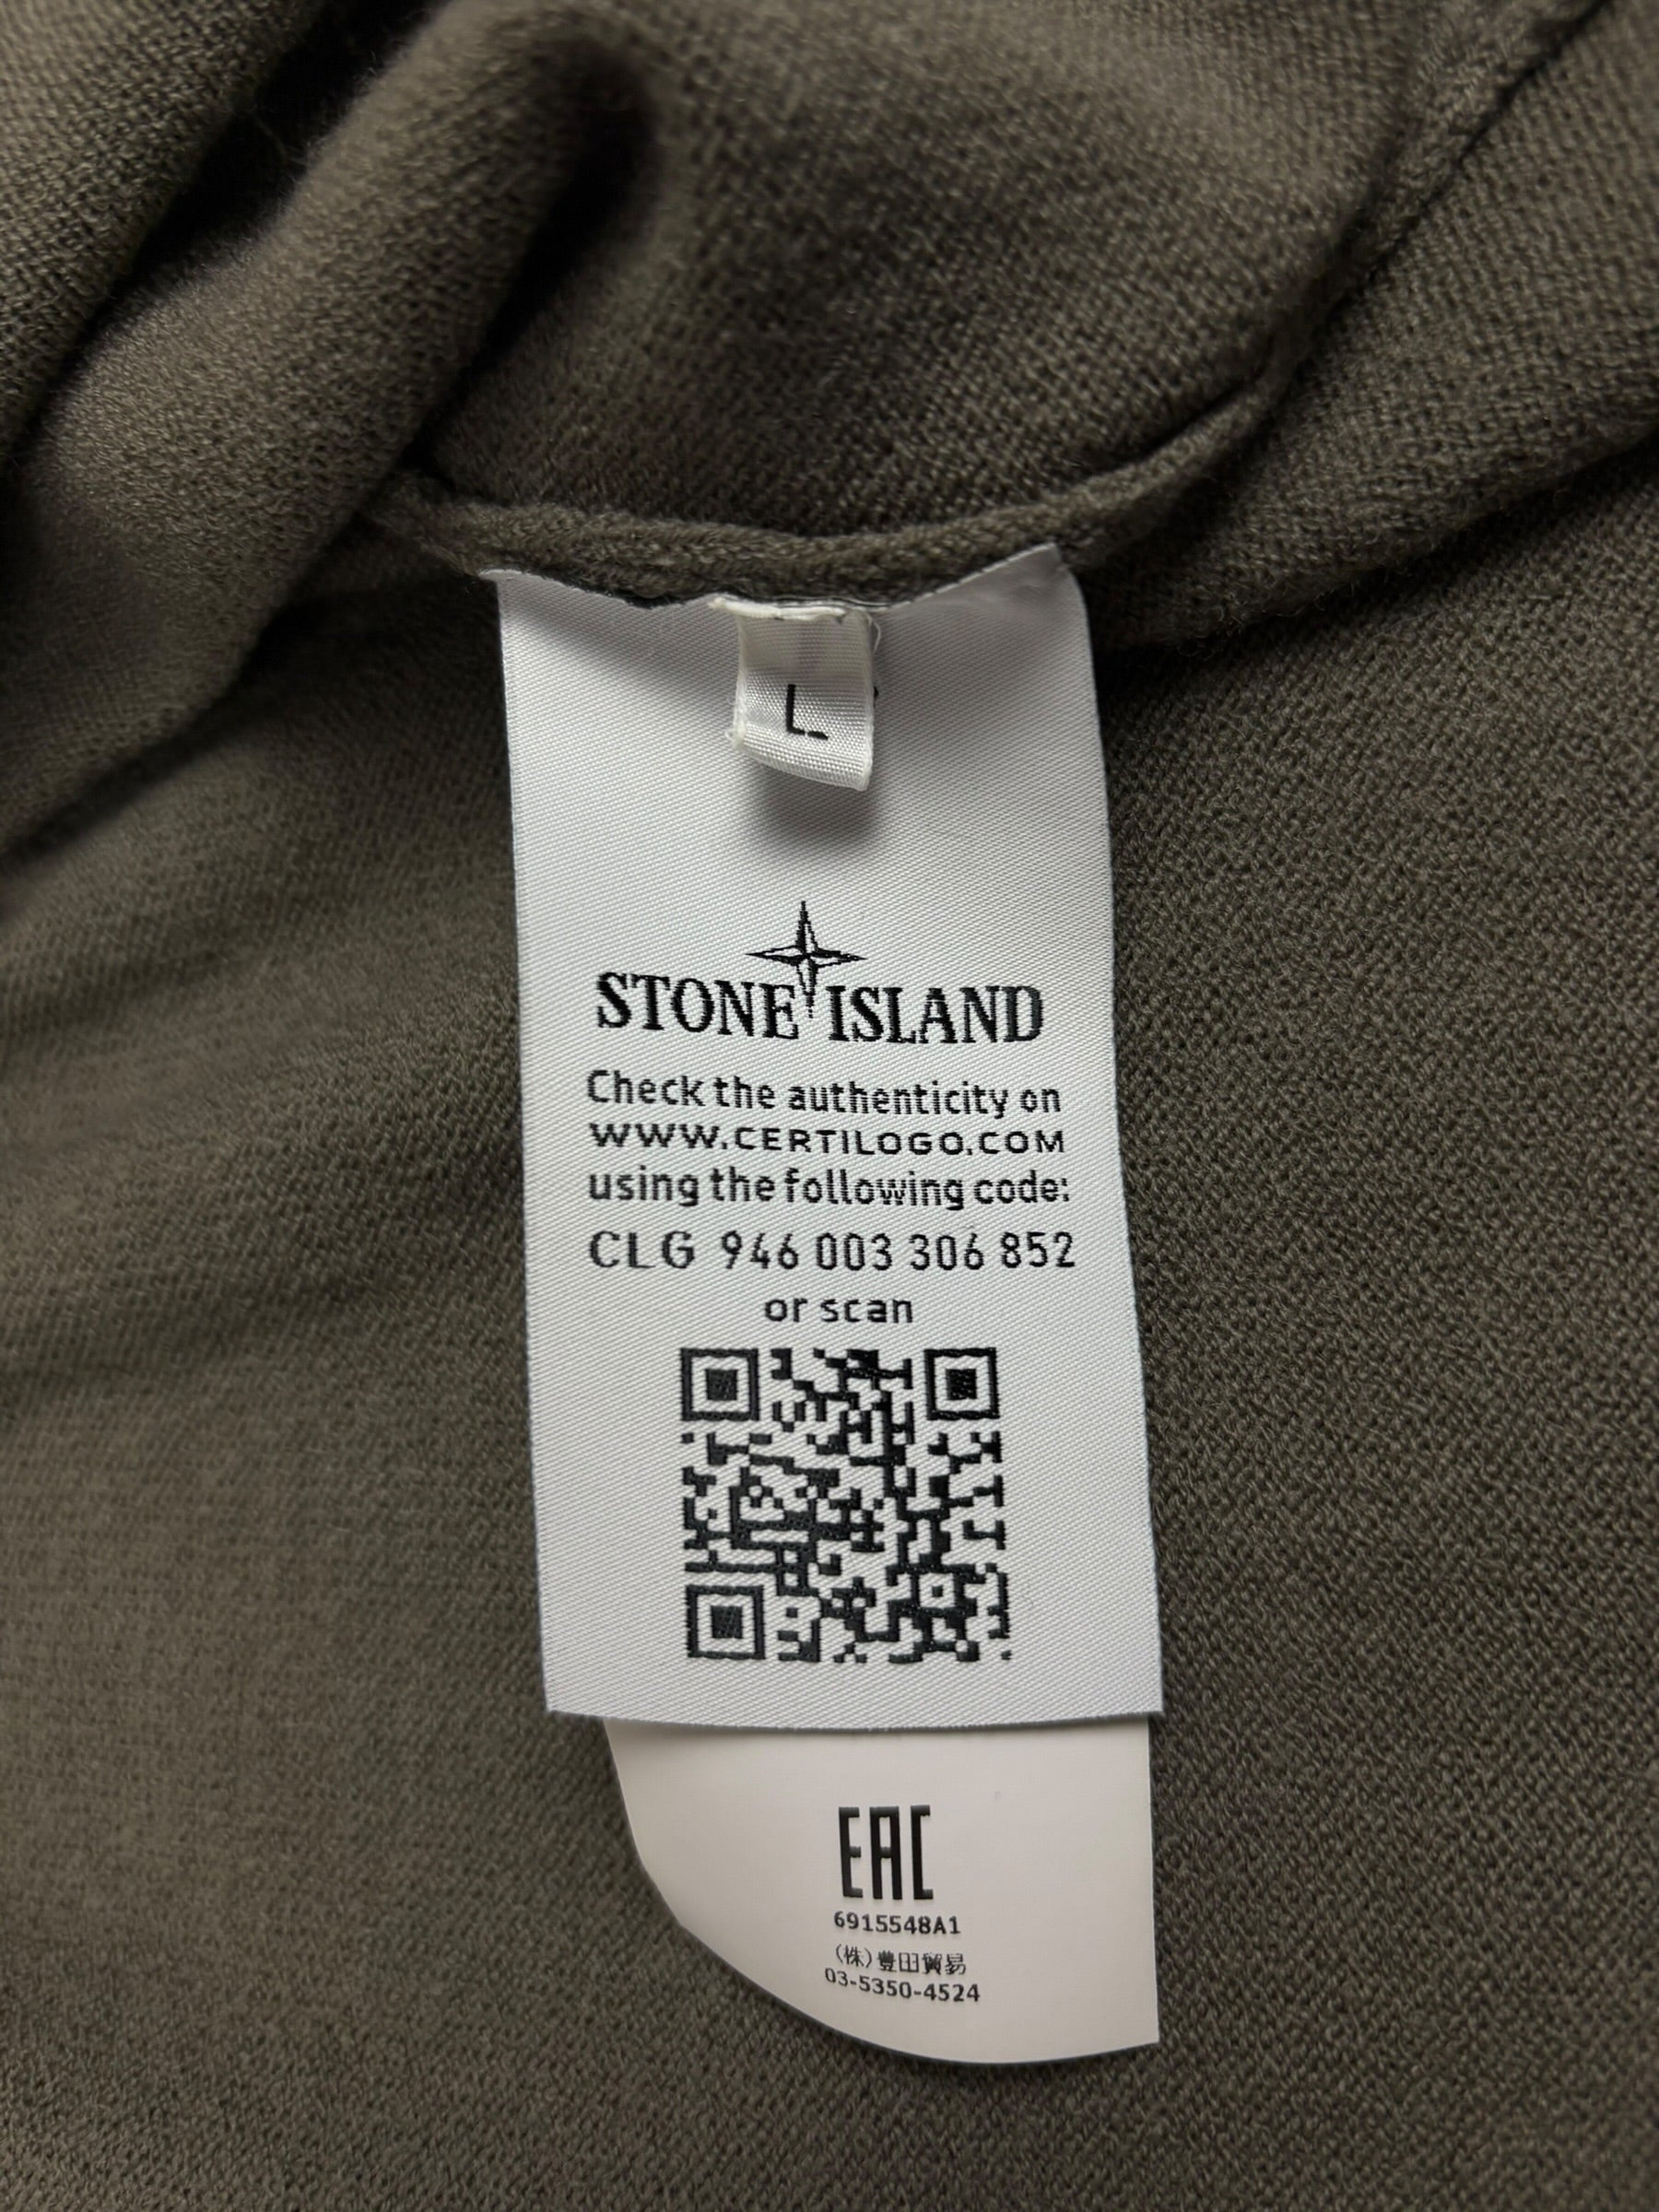 L
STONE ISLAND
Check the authenticity on
WWW.CERTILOGO.COM
using the following code:
CLG 946 003 306 852
or scan
EAC
6915548A1
(株)豊田貿易
03-5350-4524